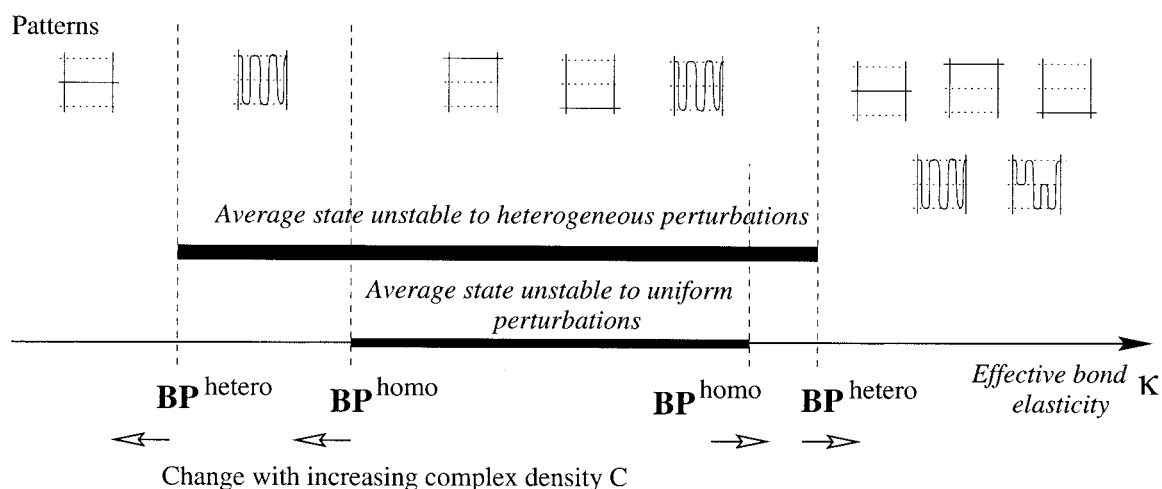 Patterns
Average state unstable to heterogeneous perturbations
Average state unstable to uniform
perturbations
BP hetero
BP homo
BP homo
BP hetero
Effective bond
elasticity
κ
Change with increasing complex density C